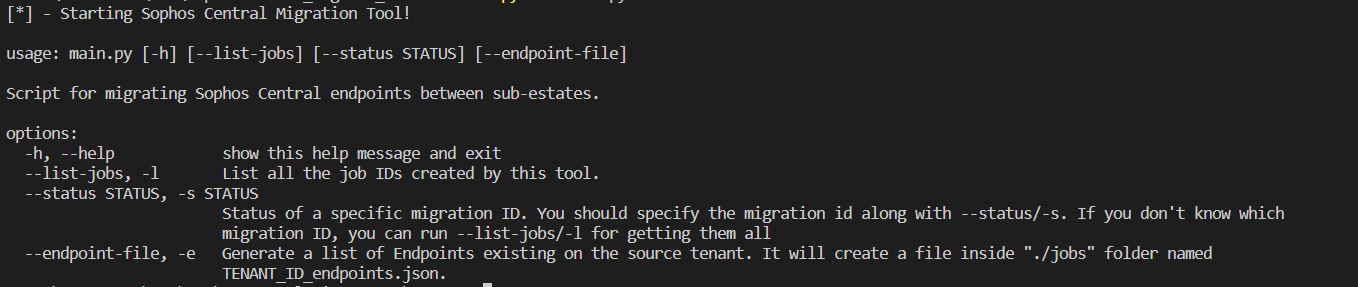 [*] - Starting Sophos Central Migration Tool!
usage: main.py [-h] [--list-jobs] [--status STATUS] [--endpoint-file]
Script for migrating Sophos Central endpoints between sub-estates.
options:
-h, --help show this help message and exit
--list-jobs, -l List all the job IDs created by this tool.
--status STATUS, -s STATUS
Status of a specific migration ID. You should specify the migration id along with --status/-s. If you don't know which
migration ID, you can run --list-jobs/-l for getting them all
--endpoint-file, -e Generate a list of Endpoints existing on the source tenant. It will create a file inside "./jobs" folder named
TENANT_ID_endpoints.json.